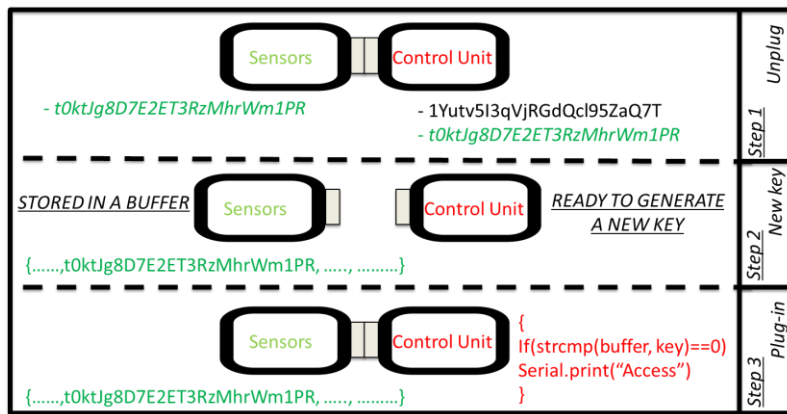 Sensors
Control Unit
- t0ktJg8D7E2ET3RzMhrWm1PR
- 1Yutv5I3qVjRGdQcl95ZaQ7T
- t0ktJg8D7E2ET3RzMhrWm1PR
Step 1
Unplug
STORED IN A BUFFER
Sensors
Control Unit
READY TO GENERATE
A NEW KEY
{......,t0ktJg8D7E2ET3RzMhrWm1PR, ....., .........}
Step 2
New key
Sensors
Control Unit
{
If(strcmp(buffer, key)==0)
Serial.print(“Access”)
}
{......,t0ktJg8D7E2ET3RzMhrWm1PR, ....., .........}
Step 3
Plug-in